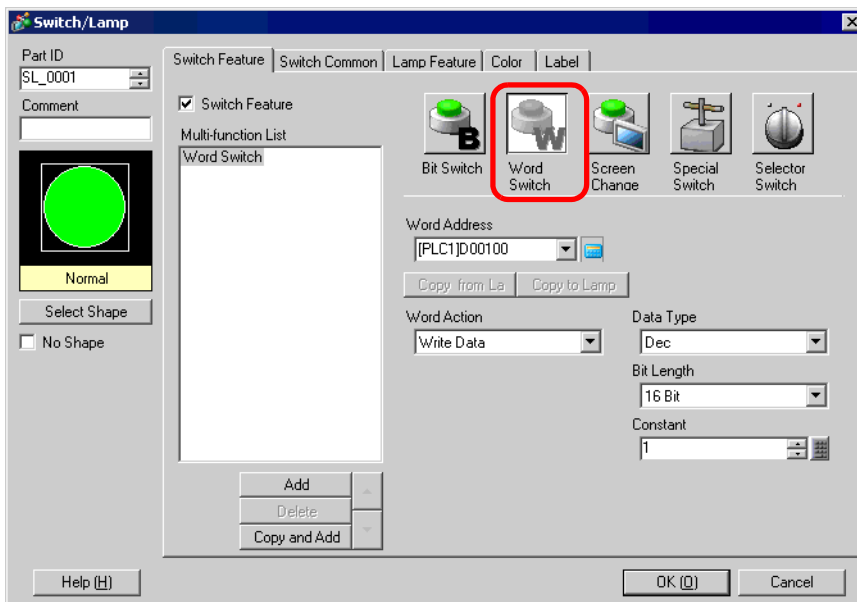 Switch/Lamp
Part ID
SL_0001
Comment
Normal
Select Shape
No Shape
Switch Feature
Switch Common
Lamp Feature
Color
Label
Switch Feature
Multi-function List
Word Switch
Add
Delete
Copy and Add
B
Bit Switch
W
Word
Switch
Screen
Change
Special
Switch
Selector
Switch
Word Address
[PLC1]D00100
Copy from La
Copy to Lamp
Word Action
Write Data
Data Type
Dec
Bit Length
16 Bit
Constant
1
Help (H)
OK (O)
Cancel